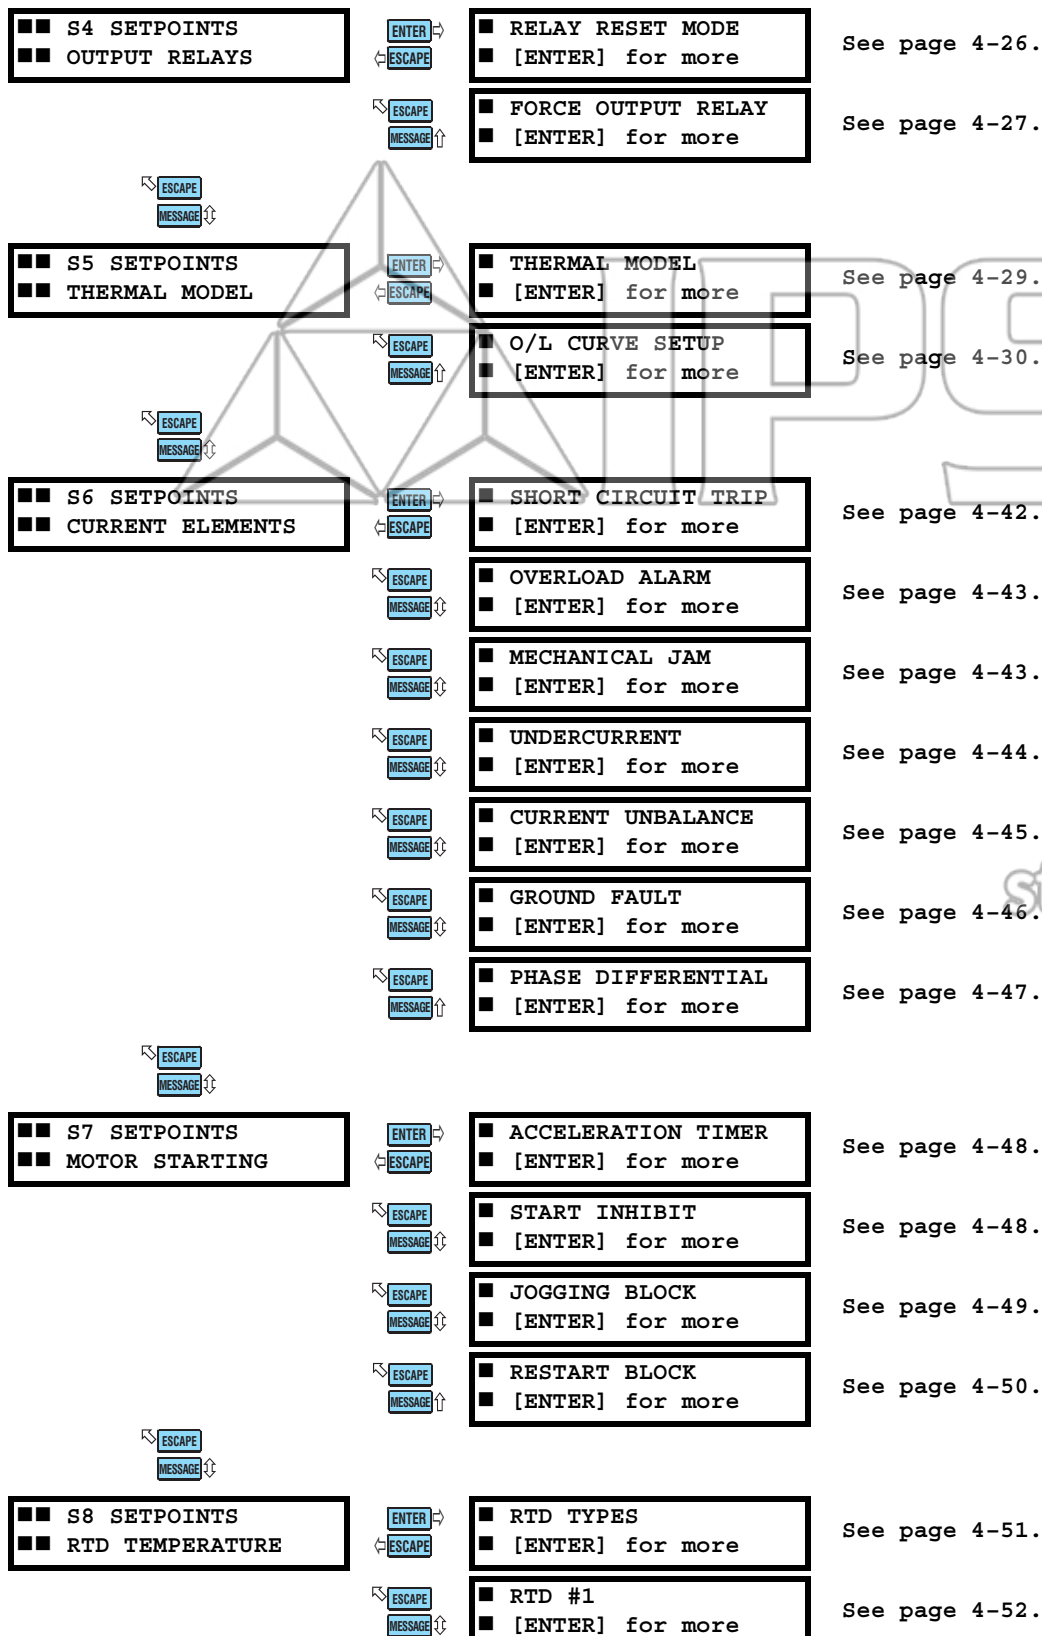 ■■ S4 SETPOINTS
■■ OUTPUT RELAYS
ENTER
ESCAPE
■ RELAY RESET MODE
■ [ENTER] for more
See page 4-26.
ESCAPE
MESSAGE
■ FORCE OUTPUT RELAY
■ [ENTER] for more
See page 4-27.
ESCAPE
MESSAGE
■■ S5 SETPOINTS
■■ THERMAL MODEL
ENTER
ESCAPE
■ THERMAL MODEL
■ [ENTER] for more
See page 4-29.
ESCAPE
MESSAGE
■ O/L CURVE SETUP
■ [ENTER] for more
See page 4-30.
IPS
ESCAPE
MESSAGE
■■ S6 SETPOINTS
■■ CURRENT ELEMENTS
ENTER
ESCAPE
■ SHORT CIRCUIT TRIP
■ [ENTER] for more
See page 4-42.
ESCAPE
MESSAGE
■ OVERLOAD ALARM
■ [ENTER] for more
See page 4-43.
ESCAPE
MESSAGE
■ MECHANICAL JAM
■ [ENTER] for more
See page 4-43.
ESCAPE
MESSAGE
■ UNDERCURRENT
■ [ENTER] for more
See page 4-44.
ESCAPE
MESSAGE
■ CURRENT UNBALANCE
■ [ENTER] for more
See page 4-45.
ESCAPE
MESSAGE
■ GROUND FAULT
■ [ENTER] for more
See page 4-46.
ESCAPE
MESSAGE
■ PHASE DIFFERENTIAL
■ [ENTER] for more
See page 4-47.
ESCAPE
MESSAGE
■■ S7 SETPOINTS
■■ MOTOR STARTING
ENTER
ESCAPE
■ ACCELERATION TIMER
■ [ENTER] for more
See page 4-48.
ESCAPE
MESSAGE
■ START INHIBIT
■ [ENTER] for more
See page 4-48.
ESCAPE
MESSAGE
■ JOGGING BLOCK
■ [ENTER] for more
See page 4-49.
ESCAPE
MESSAGE
■ RESTART BLOCK
■ [ENTER] for more
See page 4-50.
ESCAPE
MESSAGE
■■ S8 SETPOINTS
■■ RTD TEMPERATURE
ENTER
ESCAPE
■ RTD TYPES
■ [ENTER] for more
See page 4-51.
ESCAPE
MESSAGE
■ RTD #1
■ [ENTER] for more
See page 4-52.